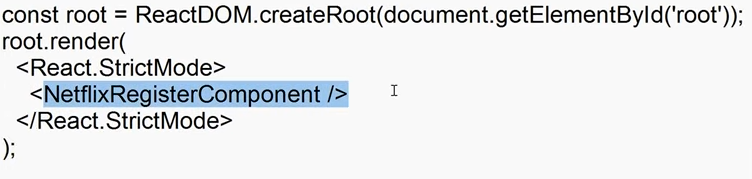 const root = ReactDOM.createRoot(document.getElementById('root'));
root.render(
  <React.StrictMode>
    <NetflixRegisterComponent />
  </React.StrictMode>
);